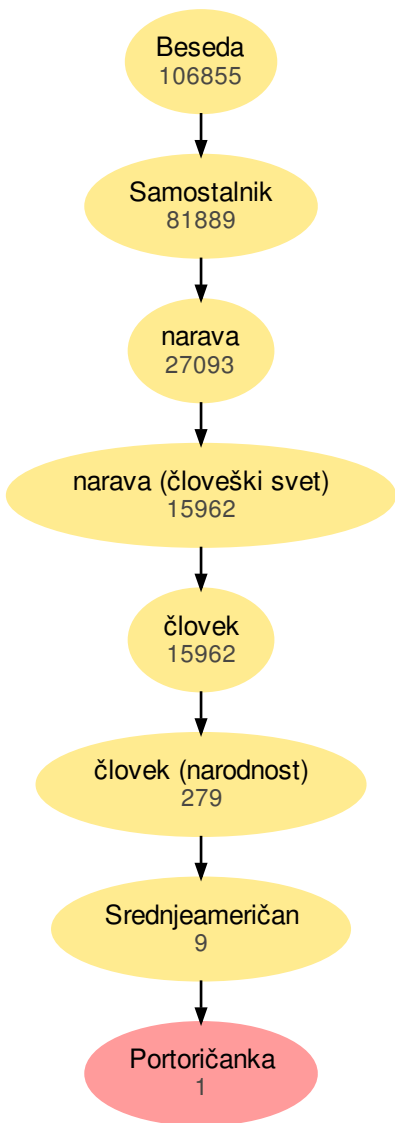 Beseda
106855
Samostalnik
81889
narava
27093
narava (človeški svet)
15962
človek
15962
človek (narodnost)
279
Srednjeameričan
9
Portoričanka
1